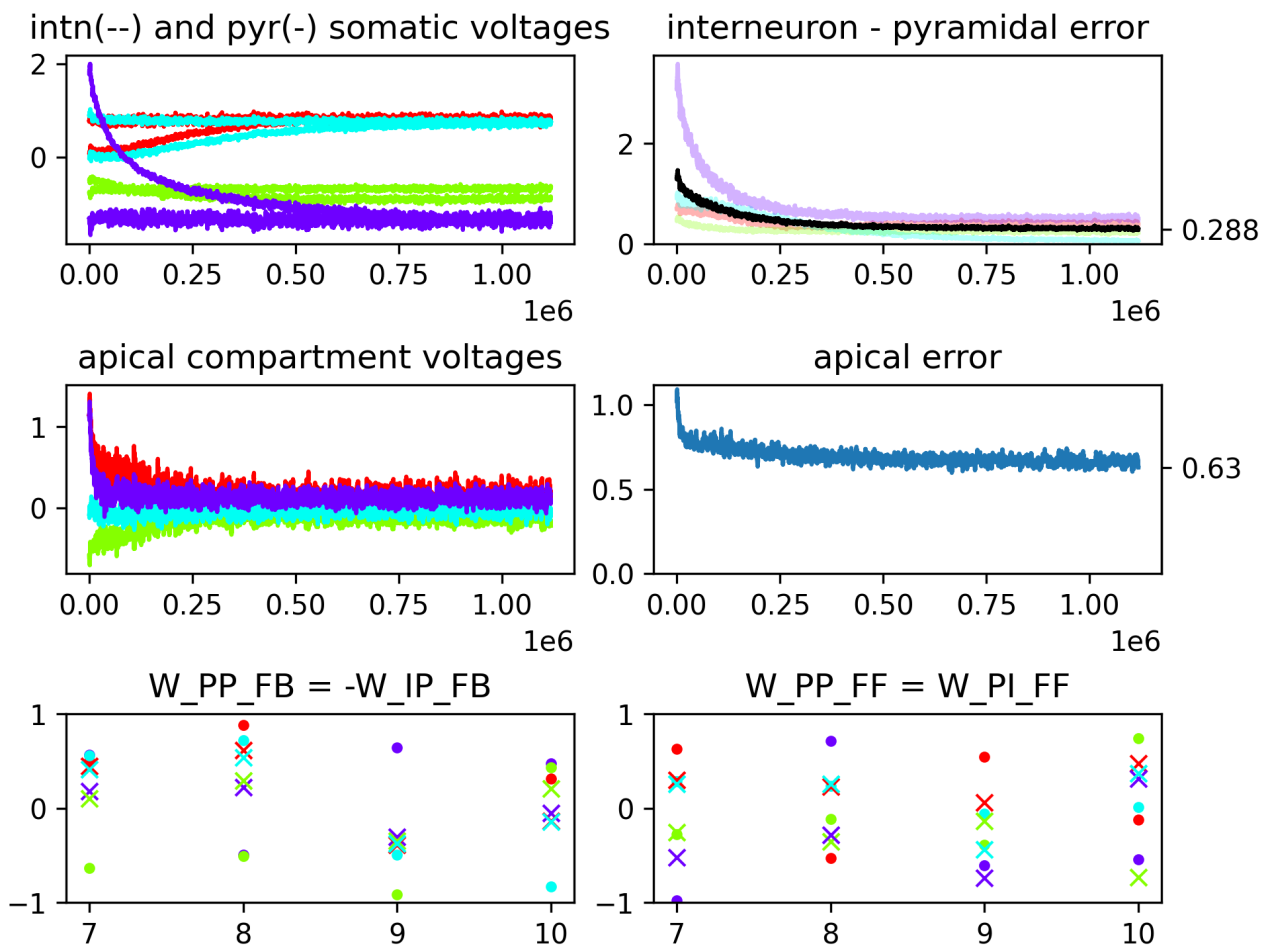 intn(--) and pyr(-) somatic voltages
interneuron - pyramidal error
2
0
0.00 0.25 0.50 0.75 1.00
1e6
2
0
0.288
0.00 0.25 0.50 0.75 1.00
1e6
apical compartment voltages
apical error
1
0
0.00 0.25 0.50 0.75 1.00
1e6
1.0
0.5
0.0
0.63
0.00 0.25 0.50 0.75 1.00
1e6
W_PP_FB = -W_IP_FB
W_PP_FF = W_PI_FF
1
0
−1
7 8 9 10
1
0
−1
7 8 9 10